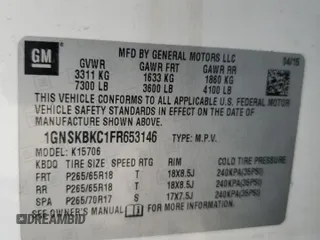 GM
MFD BY GENERAL MOTORS LLC
04/15
GVWR GAWR FRT GAWR RR
3311 KG 1633 KG 1860 KG
7300 LB 3600 LB 4100 LB
THIS VEHICLE CONFORMS TO ALL APPLICABLE U.S. FEDERAL MOTOR VEHICLE SAFETY STANDARDS IN EFFECT ON THE DATE OF MANUFACTURE SHOWN ABOVE.
1GNSKBKC1FR653146 TYPE: M.P.V.
MODEL: K15706
KBDQ TIRE SIZE SPEED RTG RIM COLD TIRE PRESSURE
FRT P265/65R18 T 18X8.5J 240KPA(35PSI)
RR P265/65R18 T 18X8.5J 240KPA(35PSI)
SPA P265/70R17 S 17X7.5J 240KPA(35PSI)
SEE OWNER'S MANUAL FOR MORE INFORMATION